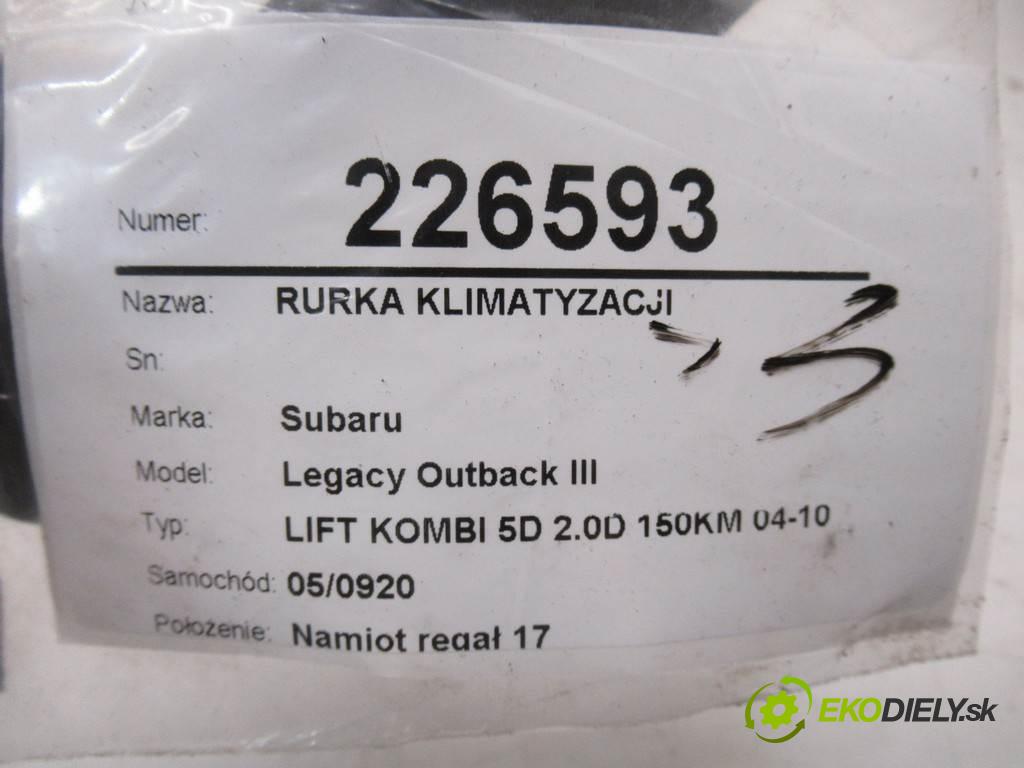 Numer: 226593
Nazwa: RURKA KLIMATYZACJI
Sn:
Marka: Subaru
Model: Legacy Outback III
Typ: LIFT KOMBI 5D 2.0D 150KM 04-10
Samochód: 05/0920
Położenie: Namiot regał 17
3
EKODIELY.sk